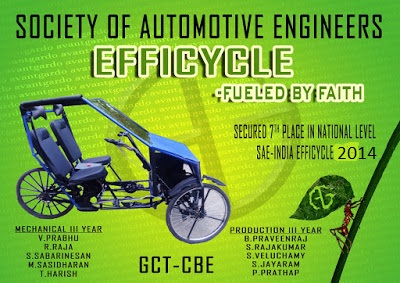 SOCIETY OF AUTOMOTIVE ENGINEERS
EFFICYCLE
-FUELED BY FAITH
SECURED 7TH PLACE IN NATIONAL LEVEL
SAE-INDIA EFFICYCLE 2014
MECHANICAL III YEAR
V.PRABHU
R.RAJA
S.SABARINESAN
M.SASIDHARAN
T.HARISH
GCT-CBE
PRODUCTION III YEAR
B.PRAVEENRAJ
S.RAJAKUMAR
S.VELUCHAMY
S.JAYARAM
P.PRATHAP